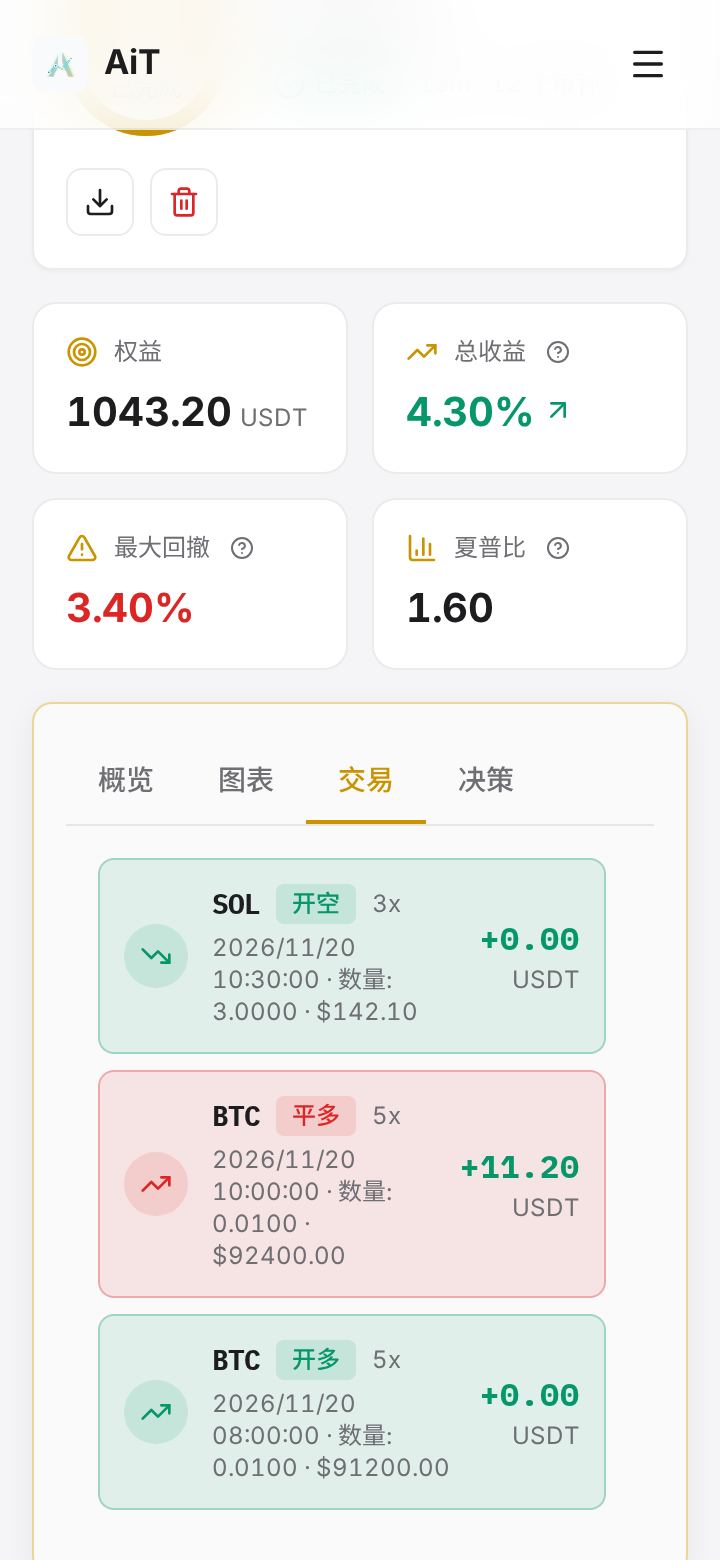 AiT
权益
1043.20 USDT
总收益
4.30%
最大回撤
3.40%
夏普比
1.60
概览 图表 交易 决策
SOL 开空 3x
2026/11/20
10:30:00 · 数量:
3.0000 · $142.10
+0.00
USDT
BTC 平多 5x
2026/11/20
10:00:00 · 数量:
0.0100 ·
$92400.00
+11.20
USDT
BTC 开多 5x
2026/11/20
08:00:00 · 数量:
0.0100 · $91200.00
+0.00
USDT